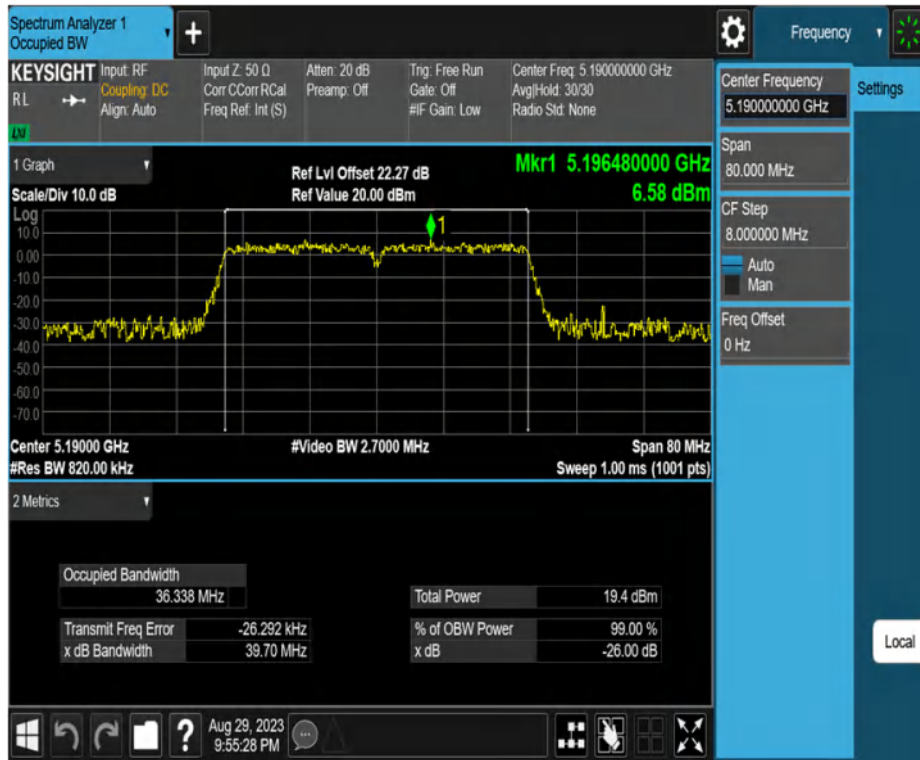 Spectrum Analyzer 1
Occupied BW
Frequency
KEYSIGHT
RL
LXI
Input: RF
Coupling: DC
Align: Auto
Input Z: 50 Ω
Corr CCorr RCal
Freq Ref: Int (S)
Atten: 20 dB
Preamp: Off
Trig: Free Run
Gate: Off
#IF Gain: Low
Center Freq: 5.190000000 GHz
Avg|Hold: 30/30
Radio Std: None
Center Frequency
5.190000000 GHz
Settings
Span
80.000 MHz
CF Step
8.000000 MHz
Auto
Man
Freq Offset
0 Hz
Local
1 Graph
Scale/Div 10.0 dB
Ref Lvl Offset 22.27 dB
Ref Value 20.00 dBm
Mkr1 5.196480000 GHz
6.58 dBm
Log
1
10.0
0.00
-10.0
-20.0
-30.0
-40.0
-50.0
-60.0
-70.0
Center 5.19000 GHz
#Video BW 2.7000 MHz
Span 80 MHz
#Res BW 820.00 kHz
Sweep 1.00 ms (1001 pts)
2 Metrics
Occupied Bandwidth
36.338 MHz
Total Power 19.4 dBm
Transmit Freq Error -26.292 kHz
% of OBW Power 99.00 %
x dB Bandwidth 39.70 MHz
x dB -26.00 dB
?
Aug 29, 2023
9:55:28 PM